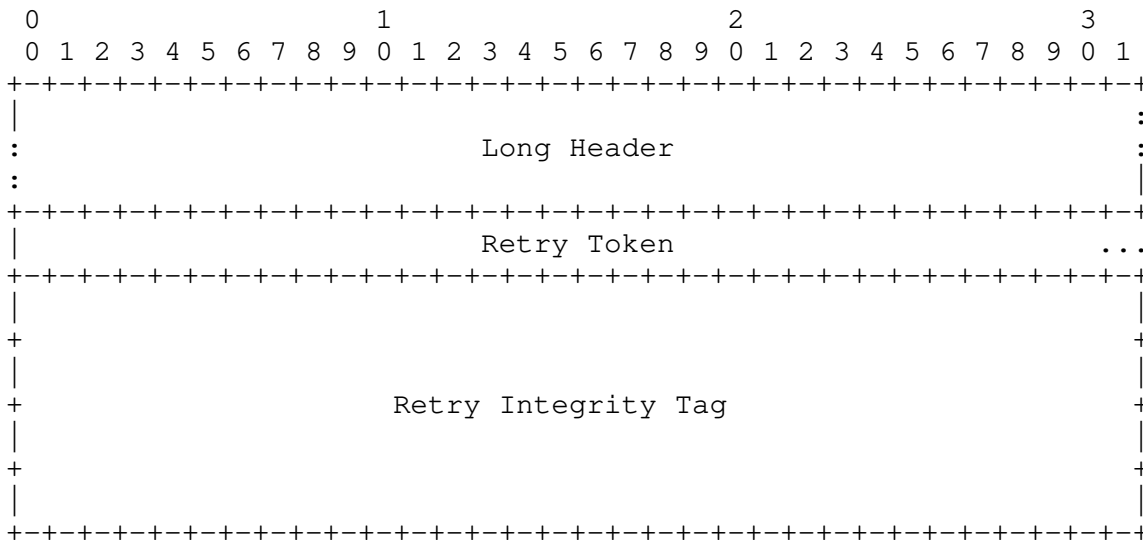 0                   1                   2                   3
 0 1 2 3 4 5 6 7 8 9 0 1 2 3 4 5 6 7 8 9 0 1 2 3 4 5 6 7 8 9 0 1
+-+-+-+-+-+-+-+-+-+-+-+-+-+-+-+-+-+-+-+-+-+-+-+-+-+-+-+-+-+-+-+-+
|                                                               :
:                          Long Header                          :
:                                                               |
+-+-+-+-+-+-+-+-+-+-+-+-+-+-+-+-+-+-+-+-+-+-+-+-+-+-+-+-+-+-+-+-+
|                          Retry Token                        ...
+-+-+-+-+-+-+-+-+-+-+-+-+-+-+-+-+-+-+-+-+-+-+-+-+-+-+-+-+-+-+-+-+
|                                                               |
+                                                               +
|                                                               |
+                     Retry Integrity Tag                       +
|                                                               |
+                                                               +
|                                                               |
+-+-+-+-+-+-+-+-+-+-+-+-+-+-+-+-+-+-+-+-+-+-+-+-+-+-+-+-+-+-+-+-+